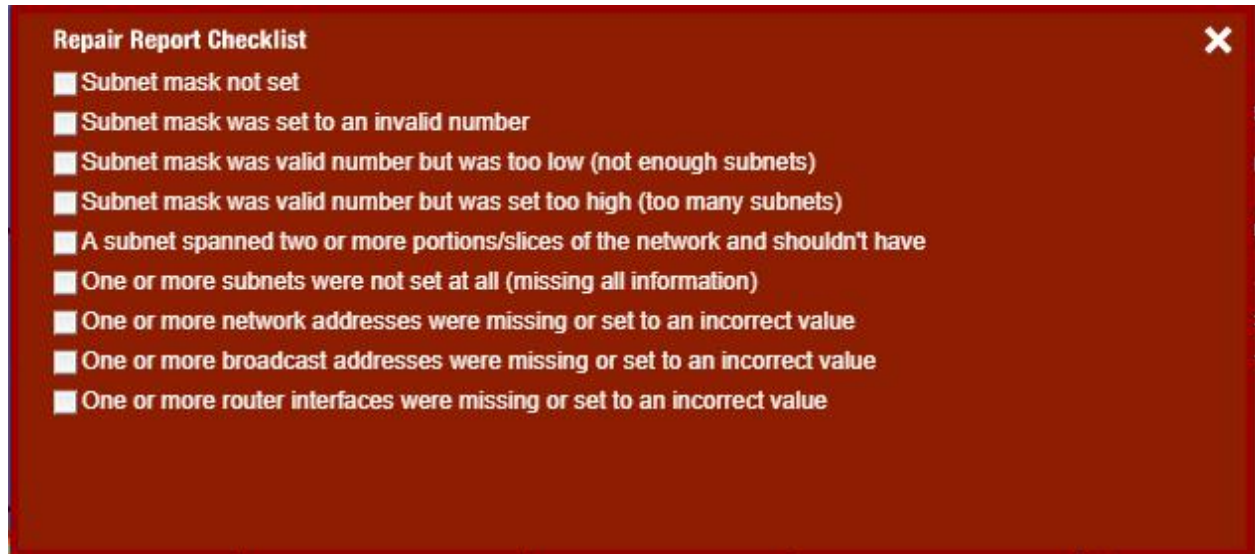 Repair Report Checklist
Subnet mask not set
Subnet mask was set to an invalid number
Subnet mask was valid number but was too low (not enough subnets)
Subnet mask was valid number but was set too high (too many subnets)
A subnet spanned two or more portions/slices of the network and shouldn't have
One or more subnets were not set at all (missing all information)
One or more network addresses were missing or set to an incorrect value
One or more broadcast addresses were missing or set to an incorrect value
One or more router interfaces were missing or set to an incorrect value